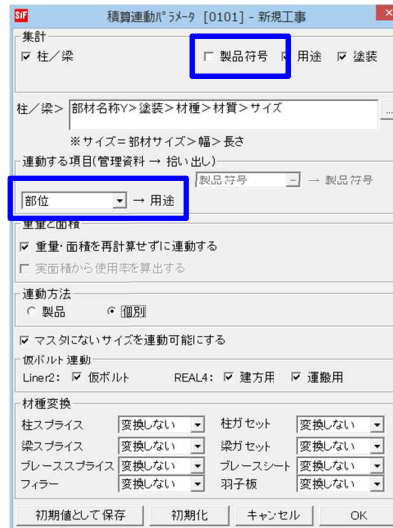 SIF 積算連動ﾊﾟﾗﾒｰﾀ [0101] - 新規工事 ×
集計
柱／梁 製品符号 用途 塗装
柱／梁> 部材名称Y>塗装>材種>材質>サイズ ...
※サイズ＝部材サイズ>幅>長さ
連動する項目(管理資料 → 拾い出し)
製品符号 → 製品符号
部位 → 用途
重量と面積
重量・面積を再計算せずに連動する
実面積から使用率を算出する
連動方法
製品 個別
マスタにないサイズを連動可能にする
仮ボルト連動
Liner2: 仮ボルト REAL4: 建方用 運搬用
材種変換
柱スプライス 変換しない 柱ガセット 変換しない
梁スプライス 変換しない 梁ガセット 変換しない
ブレーススプライス 変換しない ブレースシート 変換しない
フィラー 変換しない 羽子板 変換しない
初期値として保存 初期化 キャンセル OK